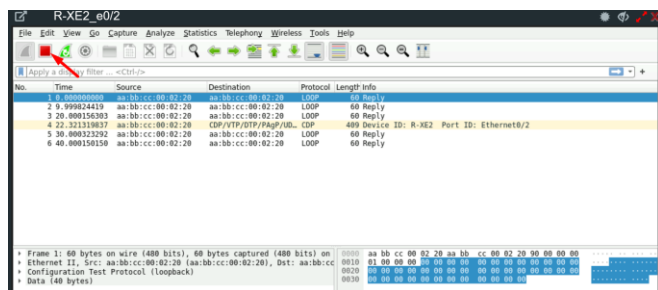 R-XE2_e0/2
File Edit View Go Capture Analyze Statistics Telephony Wireless Tools Help
Apply a display filter ... <Ctrl-/>
No. Time Source Destination Protocol Length Info
1 0.000000000 aa:bb:cc:00:02:20 aa:bb:cc:00:02:20 LOOP 60 Reply
2 9.999824419 aa:bb:cc:00:02:20 aa:bb:cc:00:02:20 LOOP 60 Reply
3 20.000156303 aa:bb:cc:00:02:20 aa:bb:cc:00:02:20 LOOP 60 Reply
4 22.321319837 aa:bb:cc:00:02:20 CDP/VTP/DTP/PAgP/UD… CDP 409 Device ID: R-XE2 Port ID: Ethernet0/2
5 30.000323292 aa:bb:cc:00:02:20 aa:bb:cc:00:02:20 LOOP 60 Reply
6 40.000150150 aa:bb:cc:00:02:20 aa:bb:cc:00:02:20 LOOP 60 Reply
Frame 1: 60 bytes on wire (480 bits), 60 bytes captured (480 bits) on
Ethernet II, Src: aa:bb:cc:00:02:20 (aa:bb:cc:00:02:20), Dst: aa:bb:cc
Configuration Test Protocol (loopback)
Data (40 bytes)
0000 aa bb cc 00 02 20 aa bb cc 00 02 20 90 00 00 00
0010 01 00 00 00 00 00 00 00 00 00 00 00 00 00 00 00
0020 00 00 00 00 00 00 00 00 00 00 00 00 00 00 00 00
0030 00 00 00 00 00 00 00 00 00 00 00 00